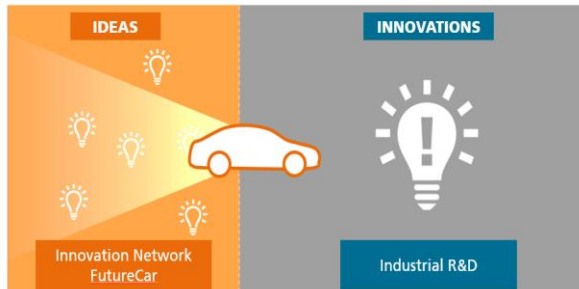 IDEAS
INNOVATIONS
!
Innovation Network
FutureCar
Industrial R&D